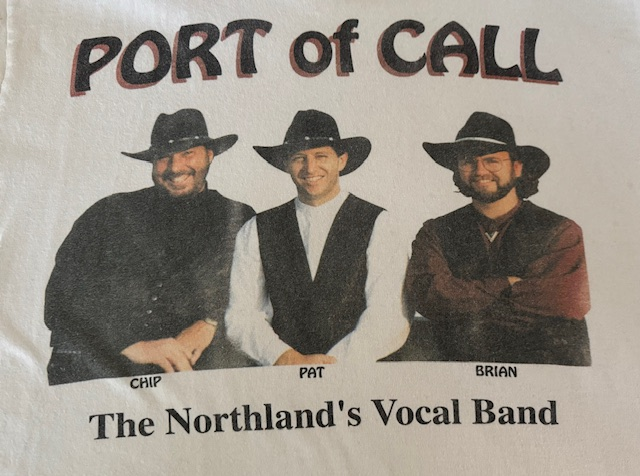 PORT of CALL
CHIP PAT BRIAN
The Northland's Vocal Band